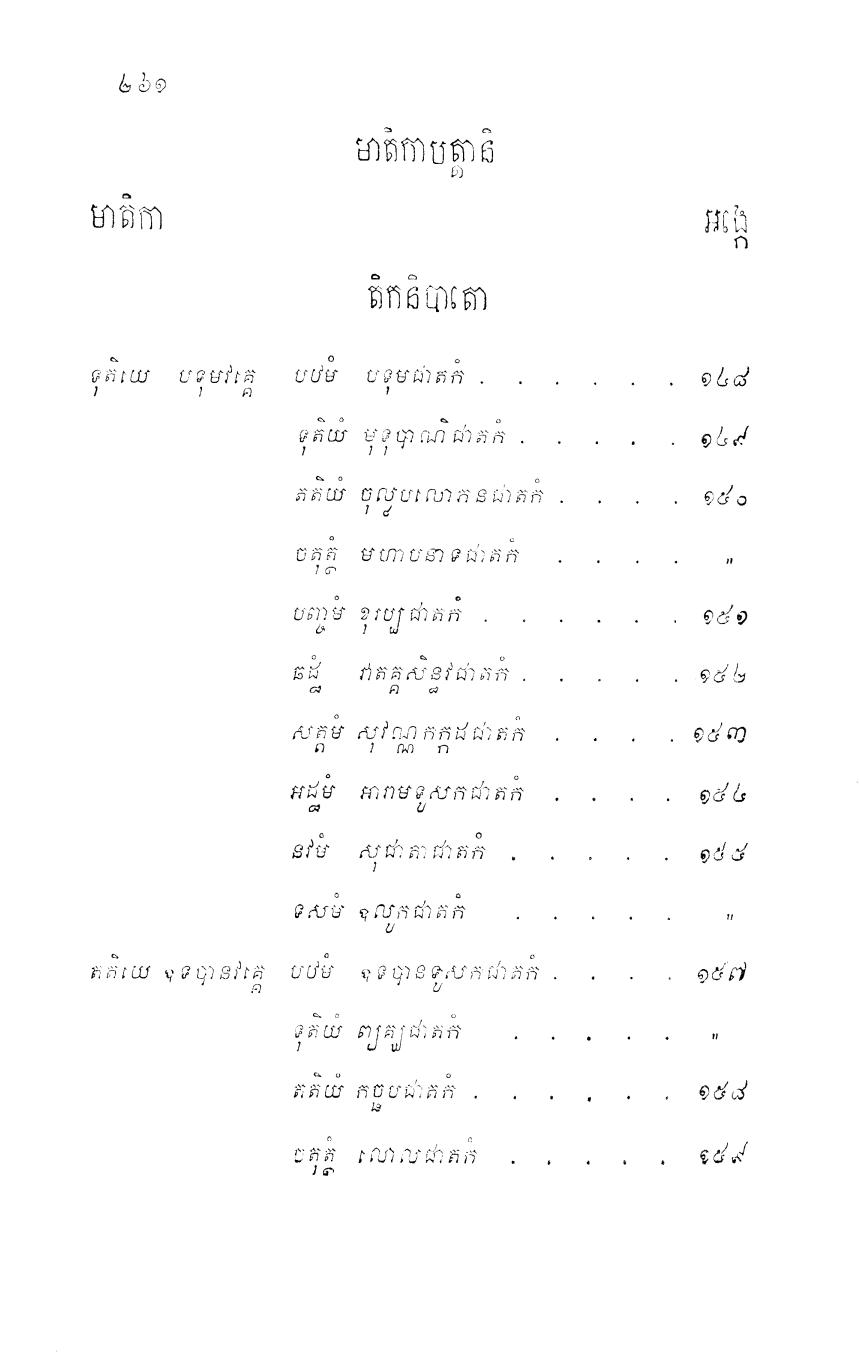 ២៦១
មាតិកាបត្តានិ
មាតិកា អង្កេ
តិកនិបាតោ
ទុតិយេ បទុមវគ្គេ បឋមំ បទុមជាតកំ . . . . . . ១៤៨
ទុតិយំ មុទុបាណិជាតកំ . . . . . ១៤៩
តតិយំ ចុល្លបលោភនជាតកំ . . . . ១៥០
ចតុត្ថំ មហាបនាទជាតកំ . . . . "
បញ្ចមំ ខុរប្បជាតកំ . . . . . . ១៥១
ឆដ្ឋំ វាតគ្គសិន្ធវជាតកំ . . . . . ១៥២
សត្តមំ សុវណ្ណកក្កដជាតកំ . . . . ១៥៣
អដ្ឋមំ អារាមទូសកជាតកំ . . . . ១៥៤
នវមំ សុជាតាជាតកំ . . . . . ១៥៥
ទសមំ ឧលូកជាតកំ . . . . . "
តតិយេ ឧទបានវគ្គេ បឋមំ ឧទបានទូសកជាតកំ . . . . ១៥៧
ទុតិយំ ព្យគ្ឃជាតកំ . . . . . "
តតិយំ កច្ឆបជាតកំ . . . . . . ១៥៨
ចតុត្ថំ លោលជាតកំ . . . . . ១៥៩